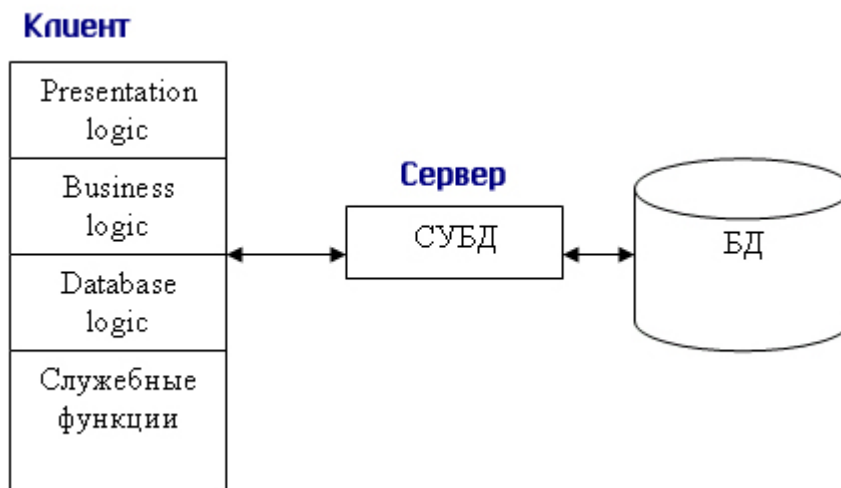 Клиент
Presentation
logic
Business
logic
Database
logic
Служебные
функции
Сервер
СУБД
БД